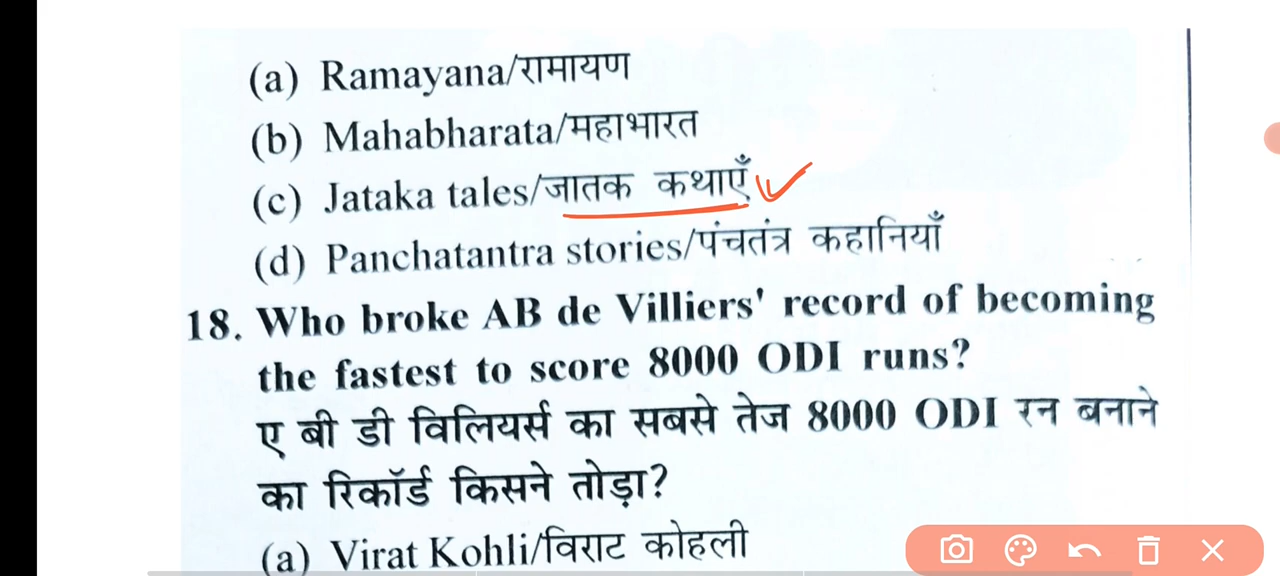 (a) Ramayana/रामायण
(b) Mahabharata/महाभारत
(c) Jataka tales/जातक कथाएँ
(d) Panchatantra stories/पंचतंत्र कहानियाँ
18. Who broke AB de Villiers' record of becoming
the fastest to score 8000 ODI runs?
ए बी डी विलियर्स का सबसे तेज 8000 ODI रन बनाने
का रिकॉर्ड किसने तोड़ा?
(a) Virat Kohli/विराट कोहली